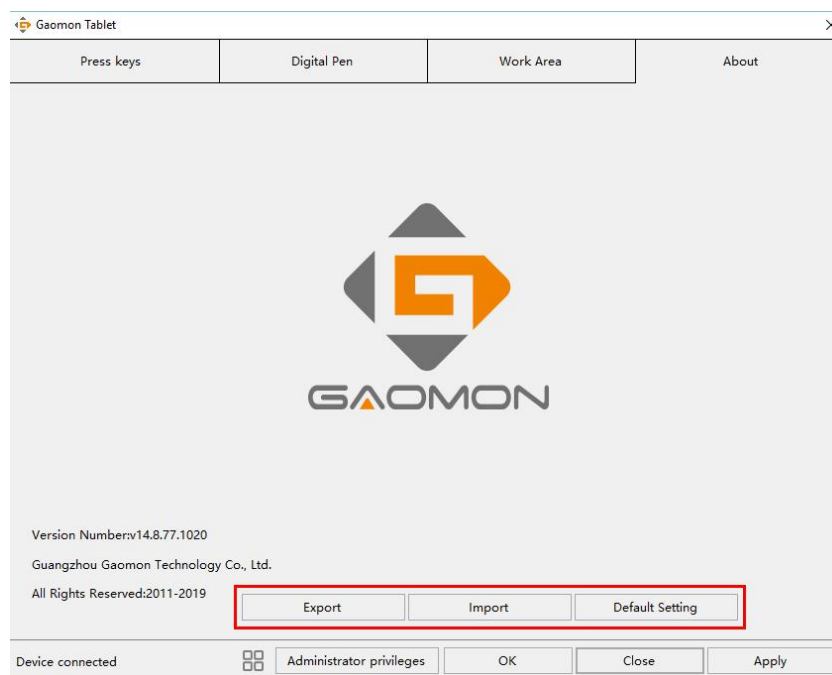 Gaomon Tablet
Press keys Digital Pen Work Area About
GAOMON
Version Number:v14.8.77.1020
Guangzhou Gaomon Technology Co., Ltd.
All Rights Reserved:2011-2019
Export Import Default Setting
Device connected Administrator privileges OK Close Apply